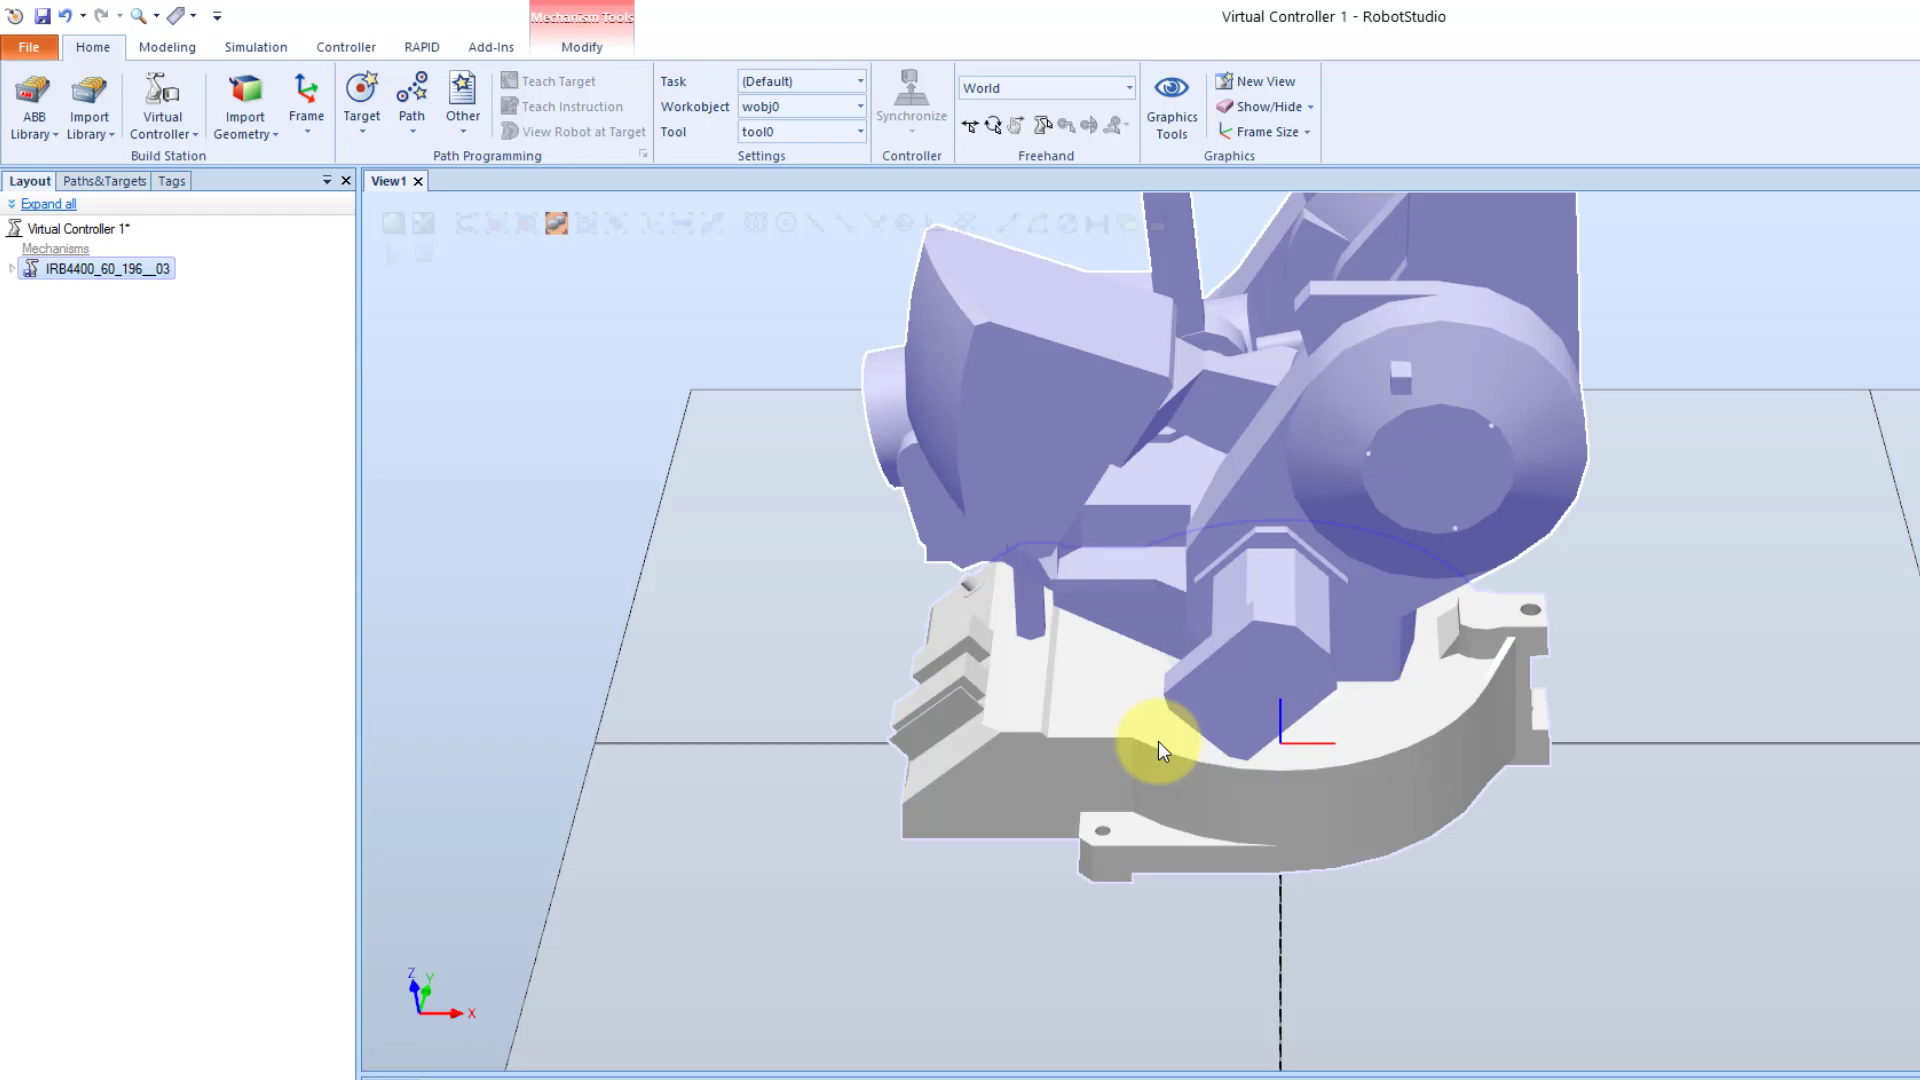 Mechanism Tools
Virtual Controller 1 - RobotStudio
File
Home
Modeling
Simulation
Controller
RAPID
Add-Ins
Modify
ABB Library
Import Library
Virtual Controller
Import Geometry
Frame
Build Station
Target
Path
Other
Teach Target
Teach Instruction
View Robot at Target
Path Programming
Task
(Default)
Workobject
wobj0
Tool
tool0
Settings
Synchronize
Controller
World
Freehand
Graphics Tools
New View
Show/Hide
Frame Size
Graphics
Layout
Paths&Targets
Tags
View1
Expand all
Virtual Controller 1*
Mechanisms
IRB4400_60_196__03
Z
Y
X